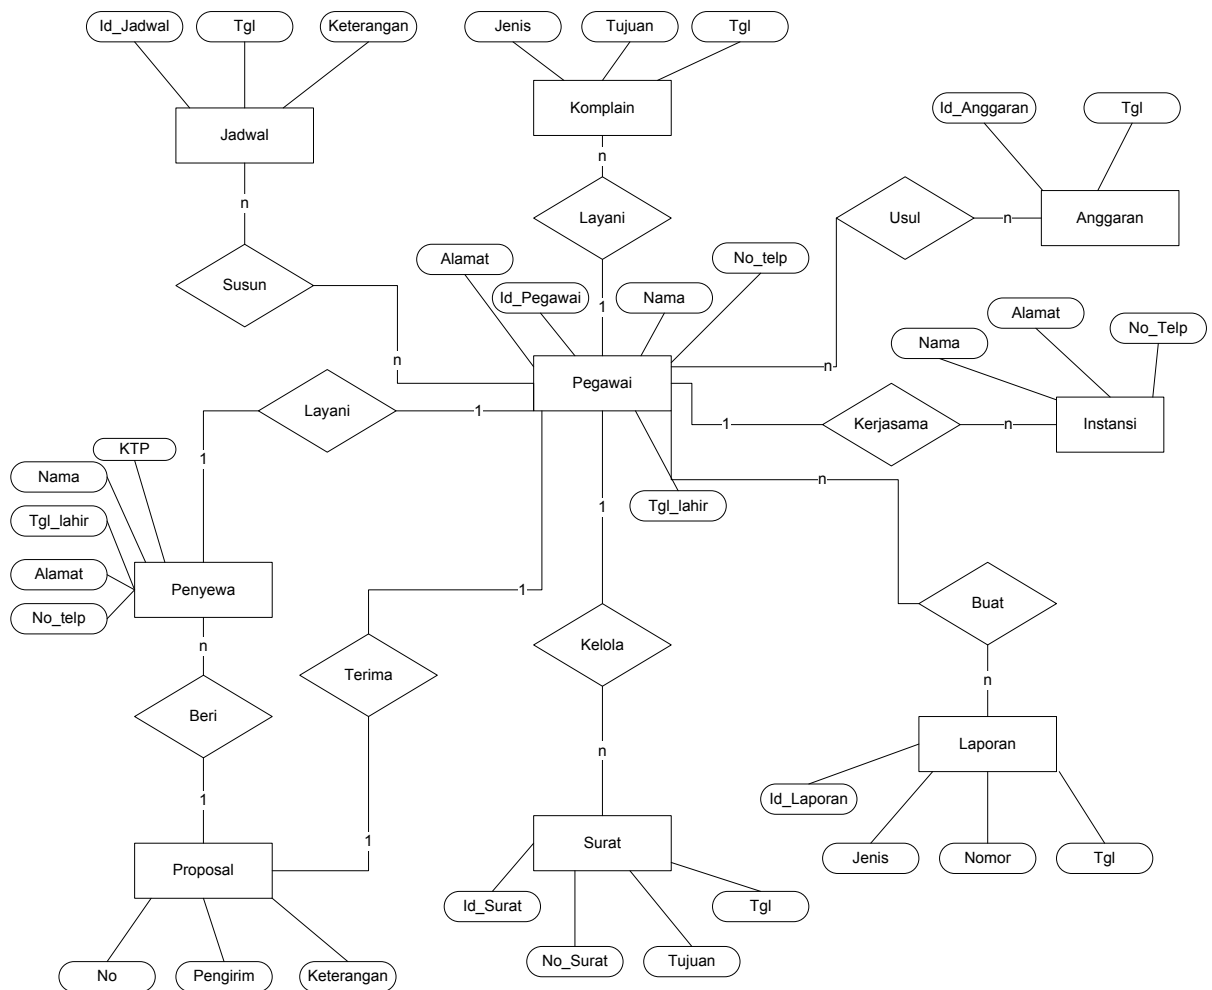 Id_Jadwal
Tgl
Keterangan
Jadwal
n
Susun
n
Jenis
Tujuan
Tgl
Komplain
n
Layani
1
Id_Anggaran
Tgl
Anggaran
n
Usul
n
Alamat
Id_Pegawai
Nama
No_telp
Pegawai
Tgl_lahir
Nama
Alamat
No_Telp
Instansi
n
Kerjasama
1
Layani
1
1
KTP
Nama
Tgl_lahir
Alamat
No_telp
Penyewa
n
Beri
1
Terima
1
1
Proposal
No
Pengirim
Keterangan
1
Kelola
n
Surat
Id_Surat
No_Surat
Tujuan
Tgl
n
Buat
n
Laporan
Id_Laporan
Jenis
Nomor
Tgl